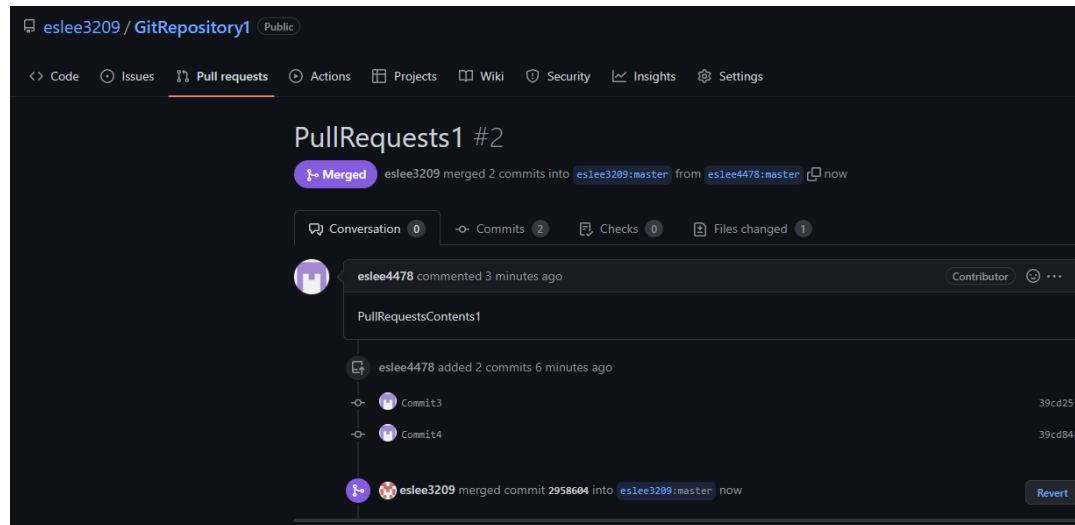 eslee3209 / GitRepository1 Public
<> Code Issues Pull requests Actions Projects Wiki Security Insights Settings
PullRequests1 #2
Merged eslee3209 merged 2 commits into eslee3209:master from eslee4478:master now
Conversation 0 Commits 2 Checks 0 Files changed 1
eslee4478 commented 3 minutes ago Contributor ...
PullRequestsContents1
eslee4478 added 2 commits 6 minutes ago
Commit3 39cd25
Commit4 39cd84
eslee3209 merged commit 2958604 into eslee3209:master now Revert